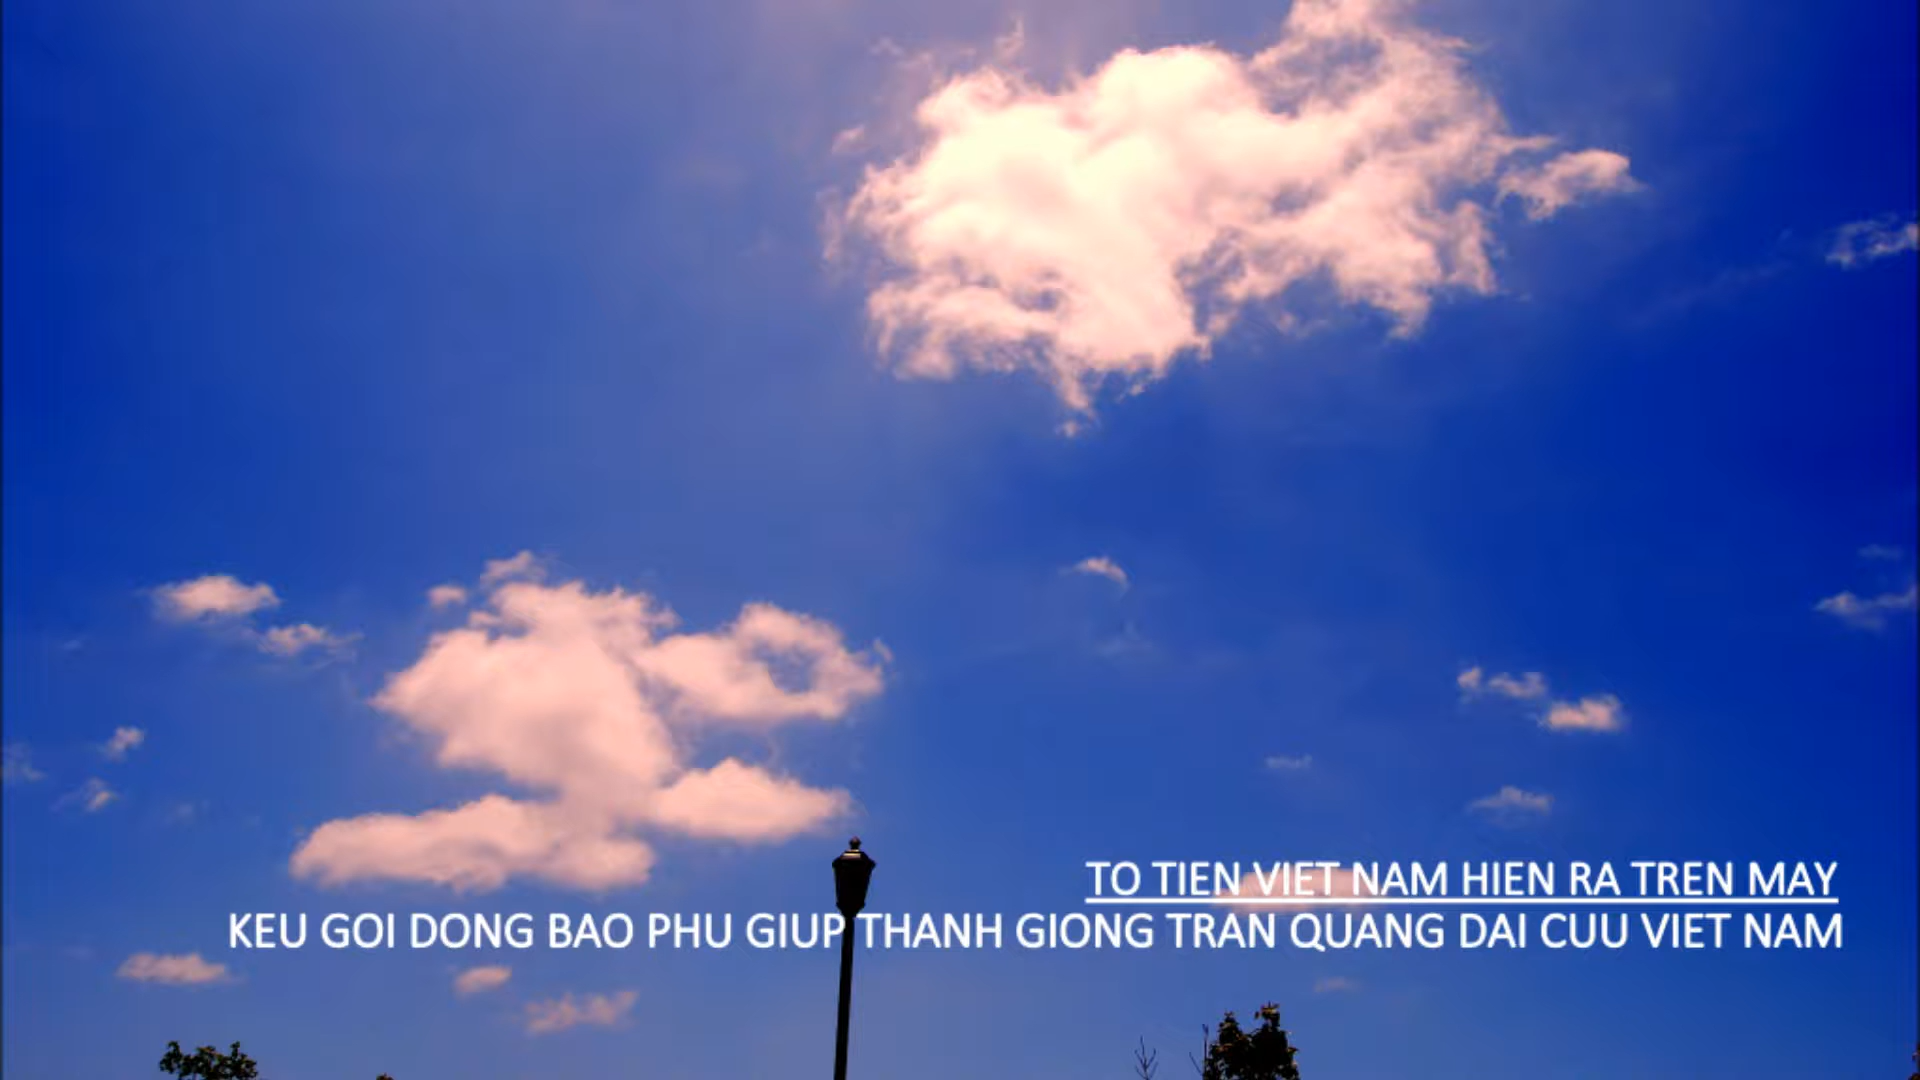 TO TIEN VIET NAM HIEN RA TREN MAY
KEU GOI DONG BAO PHU GIUP THANH GIONG TRAN QUANG DAI CUU VIET NAM